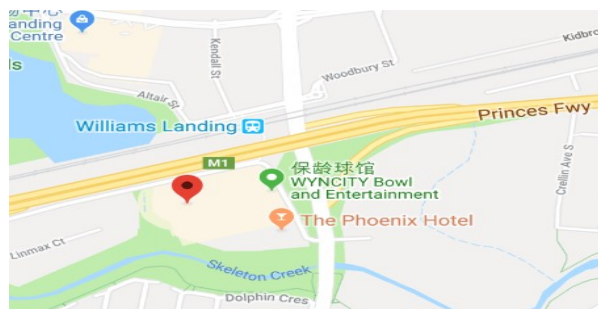 anding
Centre
ls
Kendall St
Altair St
Woodbury St
Kidbro
Williams Landing
Princes Fwy
M1
保龄球馆
WYNCITY Bowl
and Entertainment
The Phoenix Hotel
Crellin Ave S
Linmax Ct
Skeleton Creek
Dolphin Cres